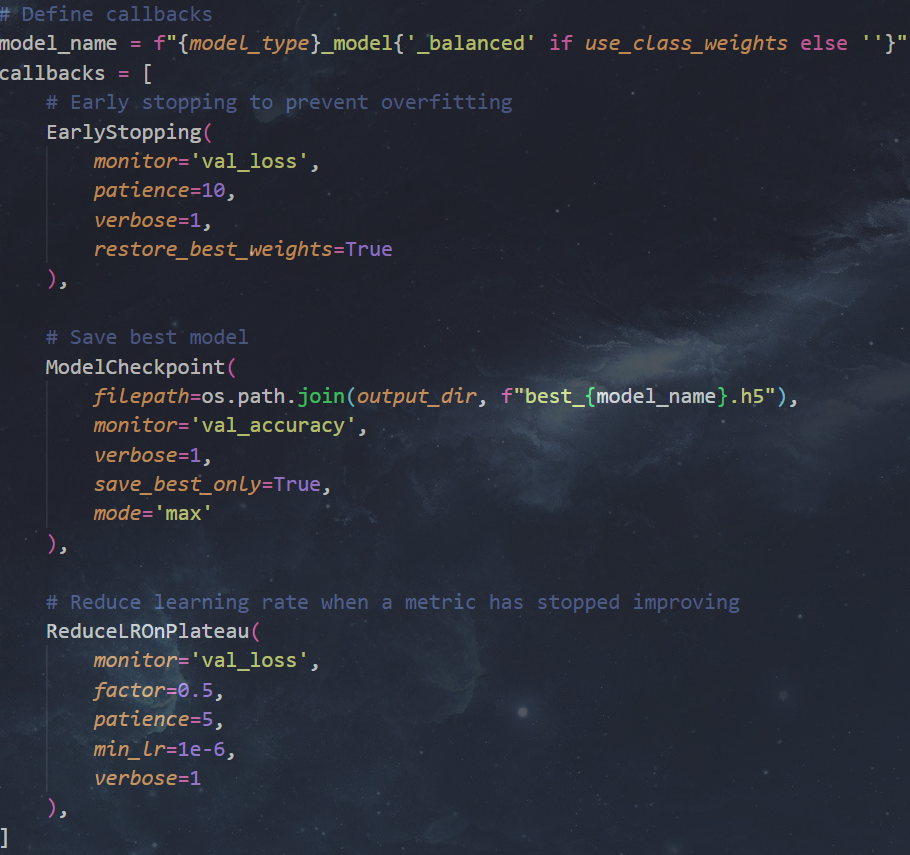 # Define callbacks
model_name = f"{model_type}_model{'_balanced' if use_class_weights else ''}"
callbacks = [
    # Early stopping to prevent overfitting
    EarlyStopping(
        monitor='val_loss',
        patience=10,
        verbose=1,
        restore_best_weights=True
    ),

    # Save best model
    ModelCheckpoint(
        filepath=os.path.join(output_dir, f"best_{model_name}.h5"),
        monitor='val_accuracy',
        verbose=1,
        save_best_only=True,
        mode='max'
    ),

    # Reduce learning rate when a metric has stopped improving
    ReduceLROnPlateau(
        monitor='val_loss',
        factor=0.5,
        patience=5,
        min_lr=1e-6,
        verbose=1
    ),
]